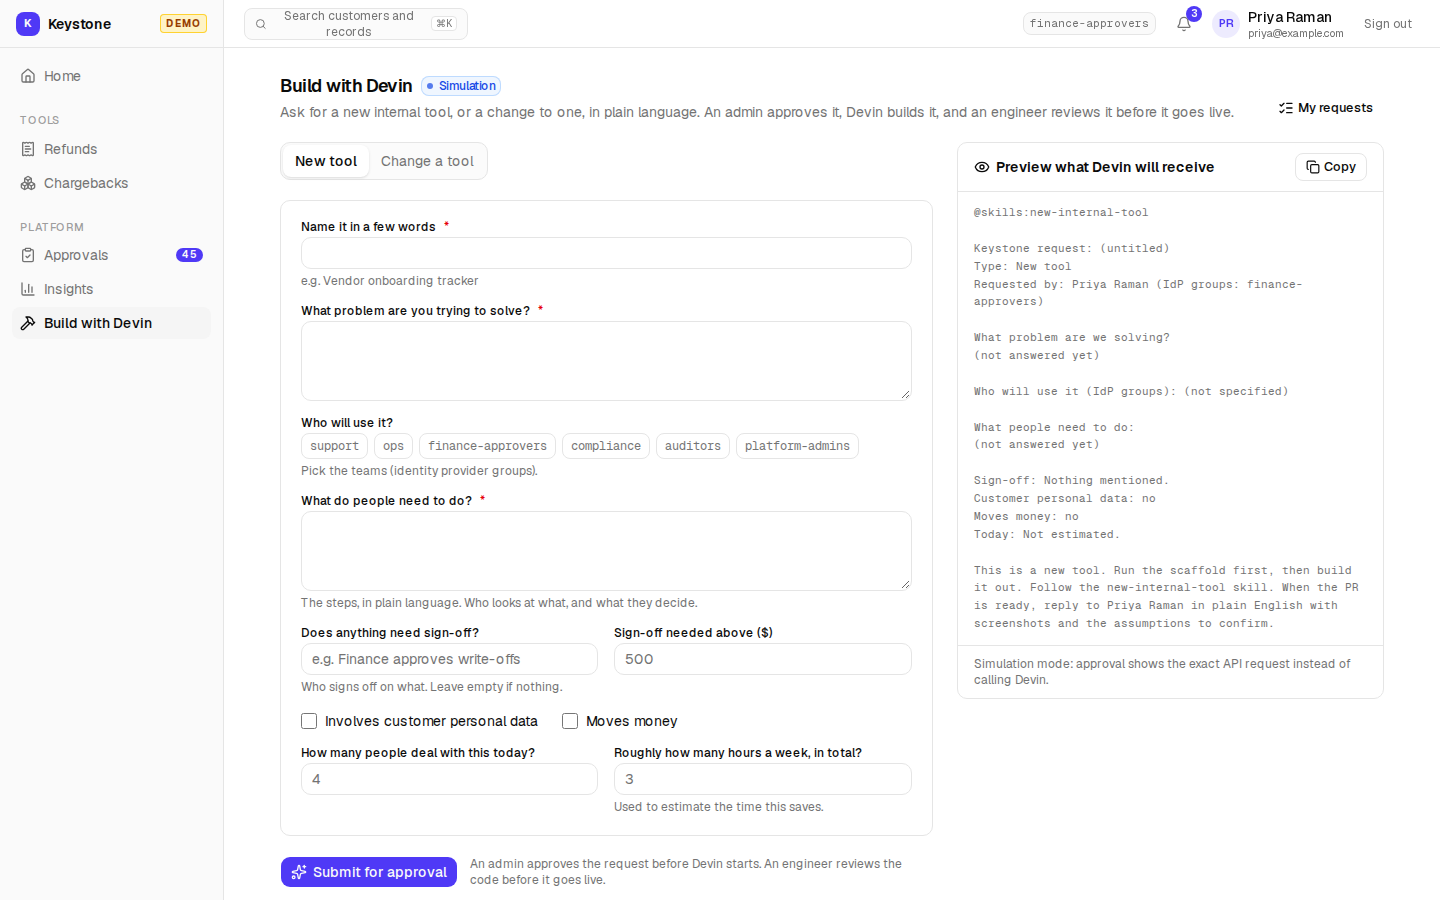 K Keystone DEMO
Search customers and records ⌘K
finance-approvers
3
PR Priya Raman
priya@example.com
Sign out
Home
TOOLS
Refunds
Chargebacks
PLATFORM
Approvals 45
Insights
Build with Devin
Build with Devin Simulation
Ask for a new internal tool, or a change to one, in plain language. An admin approves it, Devin builds it, and an engineer reviews it before it goes live.
My requests
New tool Change a tool
Name it in a few words *
e.g. Vendor onboarding tracker
What problem are you trying to solve? *
Who will use it?
support ops finance-approvers compliance auditors platform-admins
Pick the teams (identity provider groups).
What do people need to do? *
The steps, in plain language. Who looks at what, and what they decide.
Does anything need sign-off? Sign-off needed above ($)
e.g. Finance approves write-offs 500
Who signs off on what. Leave empty if nothing.
Involves customer personal data Moves money
How many people deal with this today? Roughly how many hours a week, in total?
4 3
Used to estimate the time this saves.
Submit for approval
An admin approves the request before Devin starts. An engineer reviews the
code before it goes live.
Preview what Devin will receive Copy
@skills:new-internal-tool
Keystone request: (untitled)
Type: New tool
Requested by: Priya Raman (IdP groups: finance-
approvers)
What problem are we solving?
(not answered yet)
Who will use it (IdP groups): (not specified)
What people need to do:
(not answered yet)
Sign-off: Nothing mentioned.
Customer personal data: no
Moves money: no
Today: Not estimated.
This is a new tool. Run the scaffold first, then build
it out. Follow the new-internal-tool skill. When the PR
is ready, reply to Priya Raman in plain English with
screenshots and the assumptions to confirm.
Simulation mode: approval shows the exact API request instead of
calling Devin.